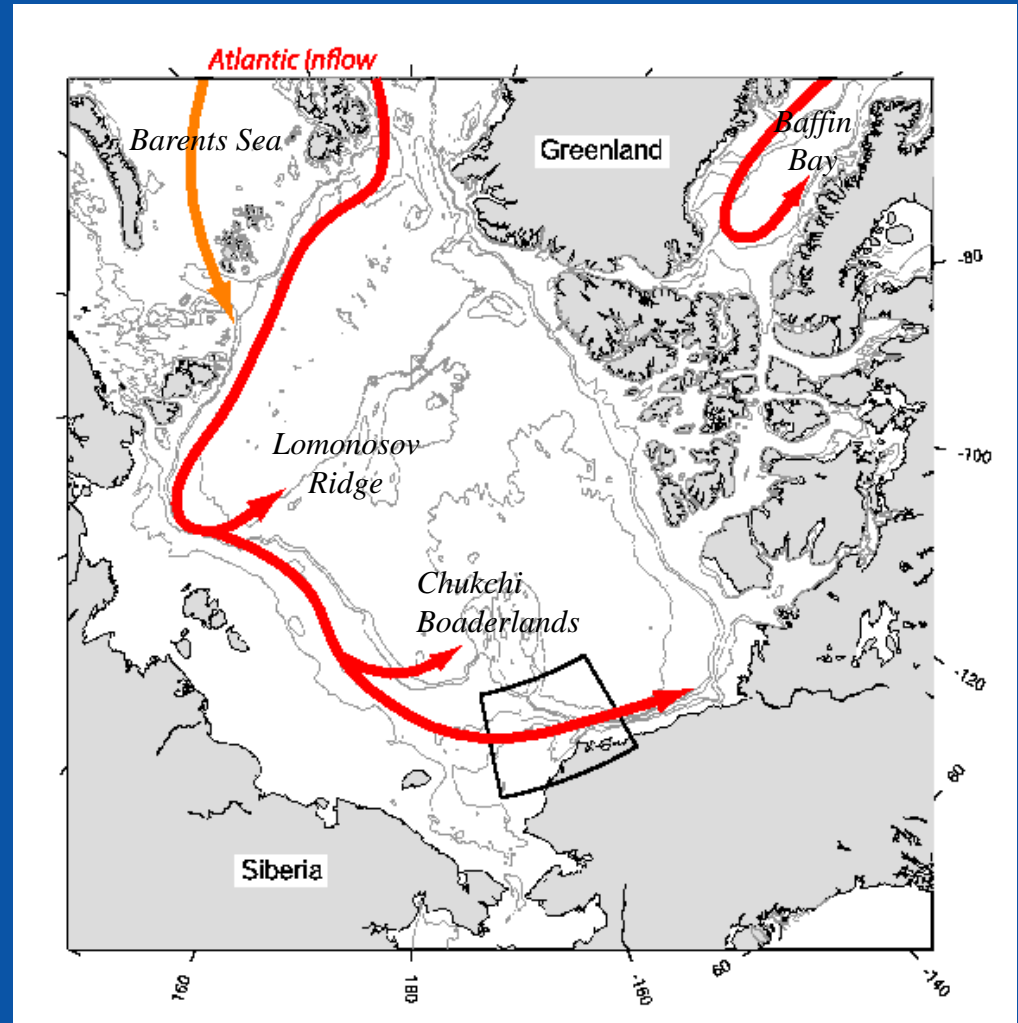 Atlantic Inflow
Barents Sea
Baffin
Bay
Greenland
-80
Lomonosov
Ridge
-100
Chukchi
Boaderlands
-120
60
Siberia
160
180
-160
60
-140